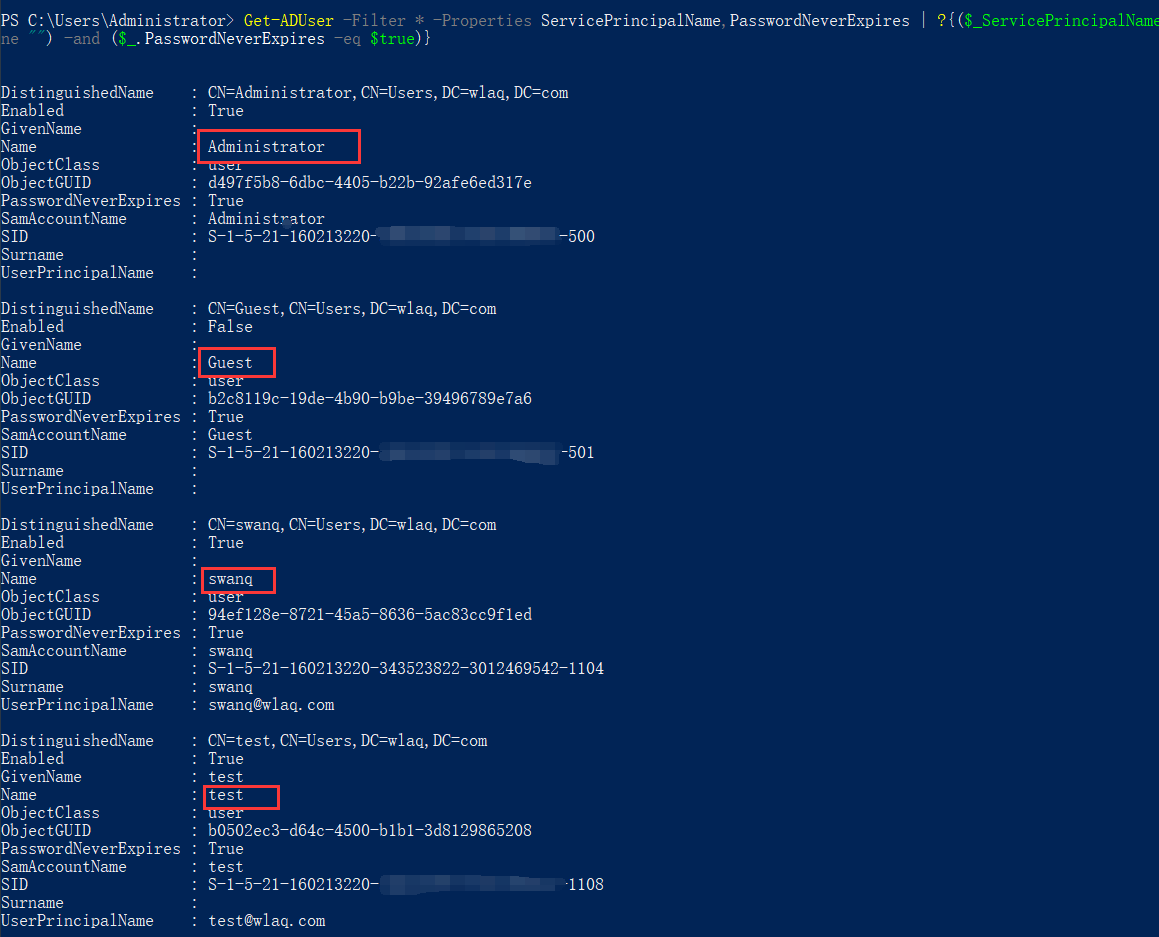 PS C:\Users\Administrator> Get-ADUser -Filter * -Properties ServicePrincipalName,PasswordNeverExpires | ?{($_ServicePrincipalName
ne "") -and ($_.PasswordNeverExpires -eq $true)}
DistinguishedName : CN=Administrator,CN=Users,DC=wlaq,DC=com
Enabled : True
GivenName :
Name : Administrator
ObjectClass : user
ObjectGUID : d497f5b8-6dbc-4405-b22b-92afe6ed317e
PasswordNeverExpires : True
SamAccountName : Administrator
SID : S-1-5-21-160213220- -500
Surname :
UserPrincipalName :
DistinguishedName : CN=Guest,CN=Users,DC=wlaq,DC=com
Enabled : False
GivenName :
Name : Guest
ObjectClass : user
ObjectGUID : b2c8119c-19de-4b90-b9be-39496789e7a6
PasswordNeverExpires : True
SamAccountName : Guest
SID : S-1-5-21-160213220- -501
Surname :
UserPrincipalName :
DistinguishedName : CN=swanq,CN=Users,DC=wlaq,DC=com
Enabled : True
GivenName :
Name : swanq
ObjectClass : user
ObjectGUID : 94ef128e-8721-45a5-8636-5ac83cc9f1ed
PasswordNeverExpires : True
SamAccountName : swanq
SID : S-1-5-21-160213220-343523822-3012469542-1104
Surname : swanq
UserPrincipalName : swanq@wlaq.com
DistinguishedName : CN=test,CN=Users,DC=wlaq,DC=com
Enabled : True
GivenName : test
Name : test
ObjectClass : user
ObjectGUID : b0502ec3-d64c-4500-b1b1-3d8129865208
PasswordNeverExpires : True
SamAccountName : test
SID : S-1-5-21-160213220- -1108
Surname :
UserPrincipalName : test@wlaq.com